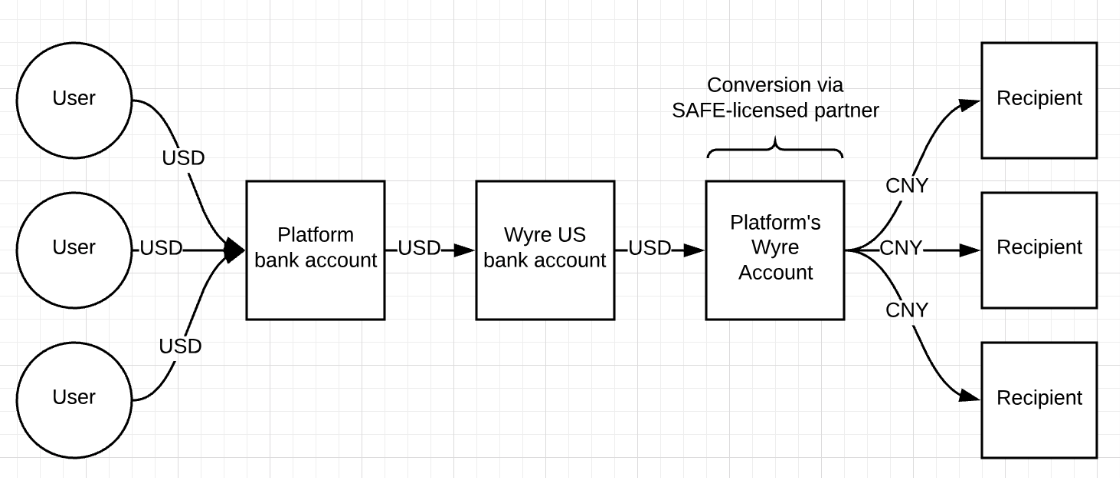 Conversion via
SAFE-licensed partner
User
USD
User
USD
User
USD
Platform
bank account
USD
Wyre US
bank account
USD
Platform's
Wyre
Account
CNY
Recipient
CNY
Recipient
CNY
Recipient